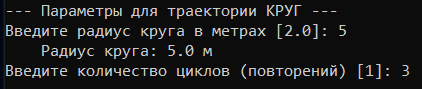 --- Параметры для траектории КРУГ ---
Введите радиус круга в метрах [2.0]: 5
Радиус круга: 5.0 м
Введите количество циклов (повторений) [1]: 3